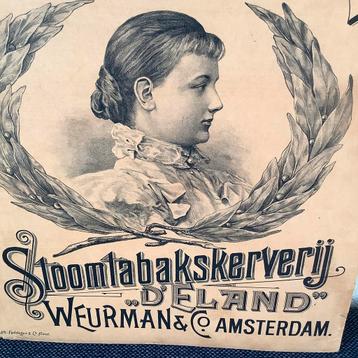 Stoomtabakskerverij
„D'ELAND”
WEURMAN & Co. AMSTERDAM.